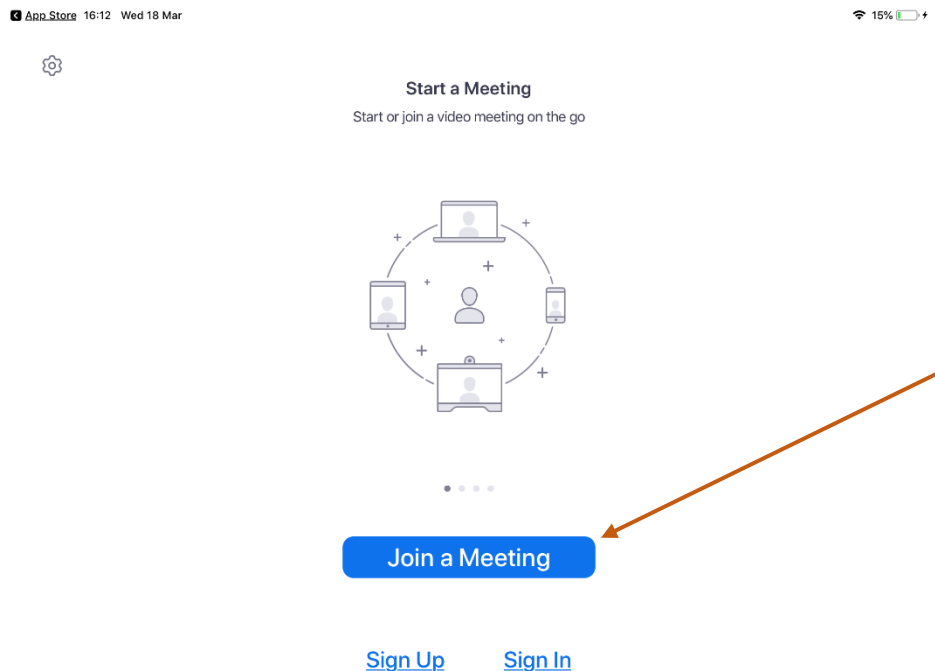 App Store 16:12 Wed 18 Mar 15%
Start a Meeting
Start or join a video meeting on the go
Join a Meeting
Sign Up Sign In